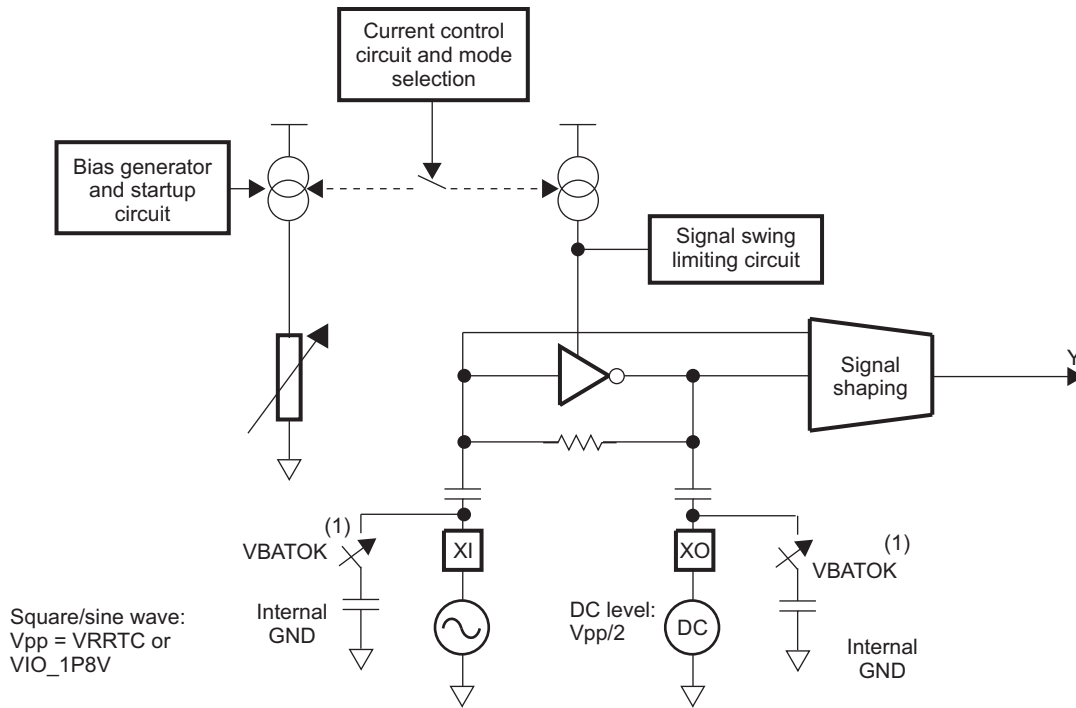 Current control
circuit and mode
selection
Bias generator
and startup
circuit
Signal swing
limiting circuit
Signal
shaping
Y
(1)
VBATOK
XI
XO
(1)
VBATOK
Square/sine wave:
Vpp = VRRTC or
VIO_1P8V
Internal
GND
DC level:
Vpp/2
DC
Internal
GND